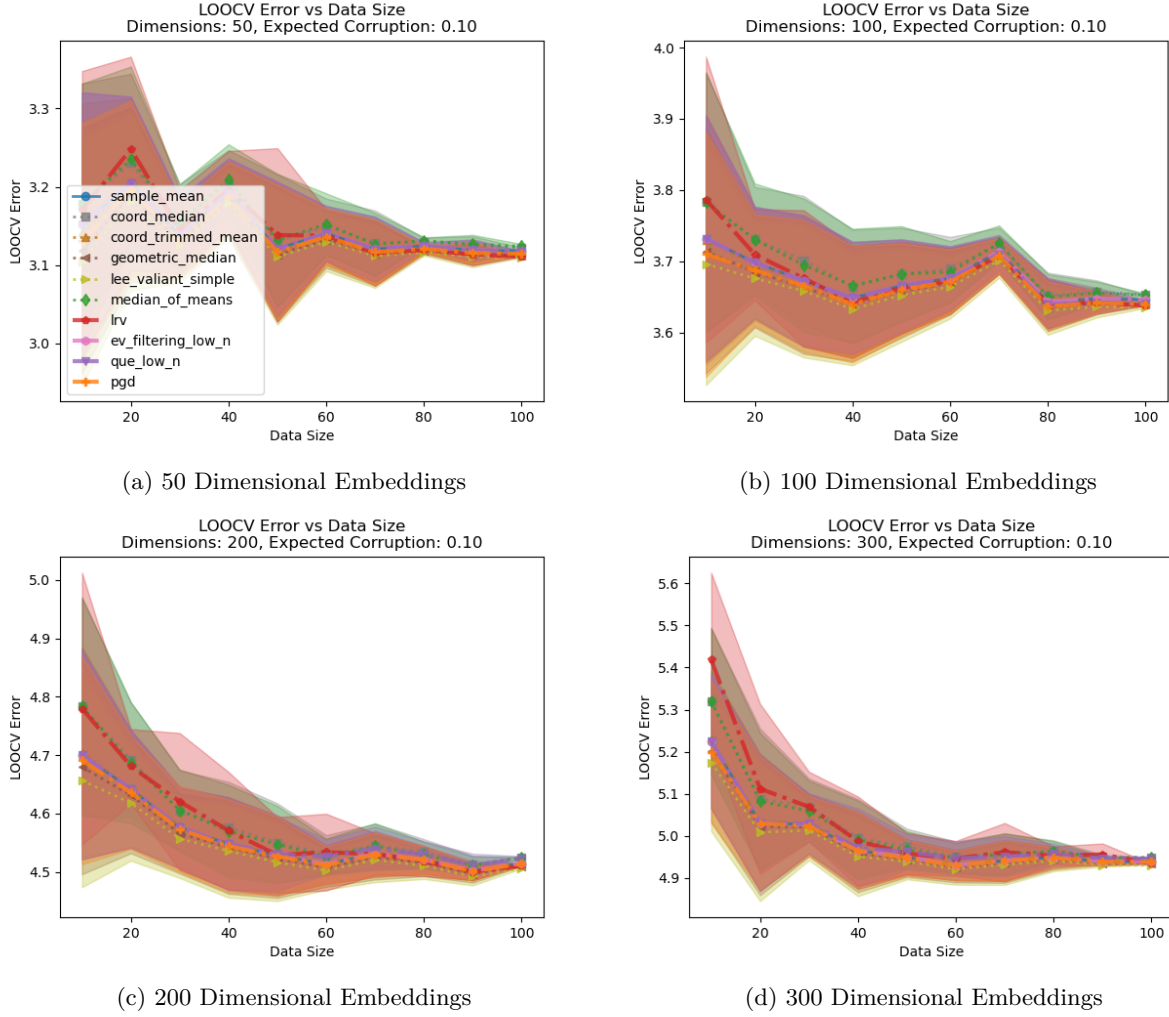 LOOCV Error vs Data Size
Dimensions: 50, Expected Corruption: 0.10
LOOCV Error
3.3
3.2
3.1
3.0
sample_mean
coord_median
coord_trimmed_mean
geometric_median
lee_valiant_simple
median_of_means
lrv
ev_filtering_low_n
que_low_n
pgd
20 40 60 80 100
Data Size
(a) 50 Dimensional Embeddings
LOOCV Error vs Data Size
Dimensions: 100, Expected Corruption: 0.10
LOOCV Error
4.0
3.9
3.8
3.7
3.6
20 40 60 80 100
Data Size
(b) 100 Dimensional Embeddings
LOOCV Error vs Data Size
Dimensions: 200, Expected Corruption: 0.10
LOOCV Error
5.0
4.9
4.8
4.7
4.6
4.5
20 40 60 80 100
Data Size
(c) 200 Dimensional Embeddings
LOOCV Error vs Data Size
Dimensions: 300, Expected Corruption: 0.10
LOOCV Error
5.6
5.5
5.4
5.3
5.2
5.1
5.0
4.9
20 40 60 80 100
Data Size
(d) 300 Dimensional Embeddings